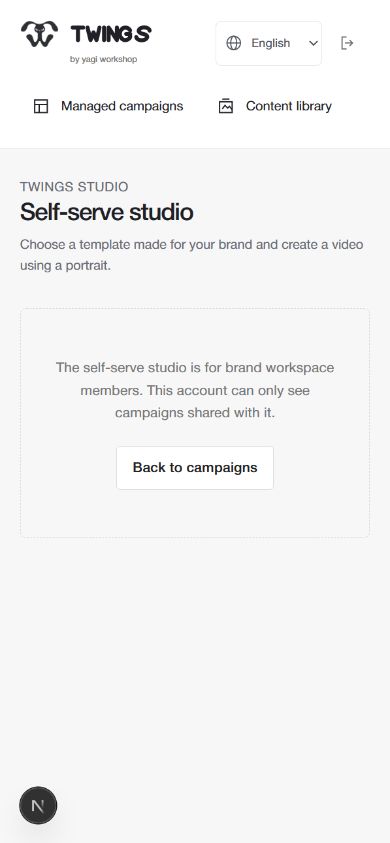 TWINGS
by yagi workshop
English
Managed campaigns
Content library
TWINGS STUDIO
Self-serve studio
Choose a template made for your brand and create a video
using a portrait.
The self-serve studio is for brand workspace
members. This account can only see
campaigns shared with it.
Back to campaigns
N